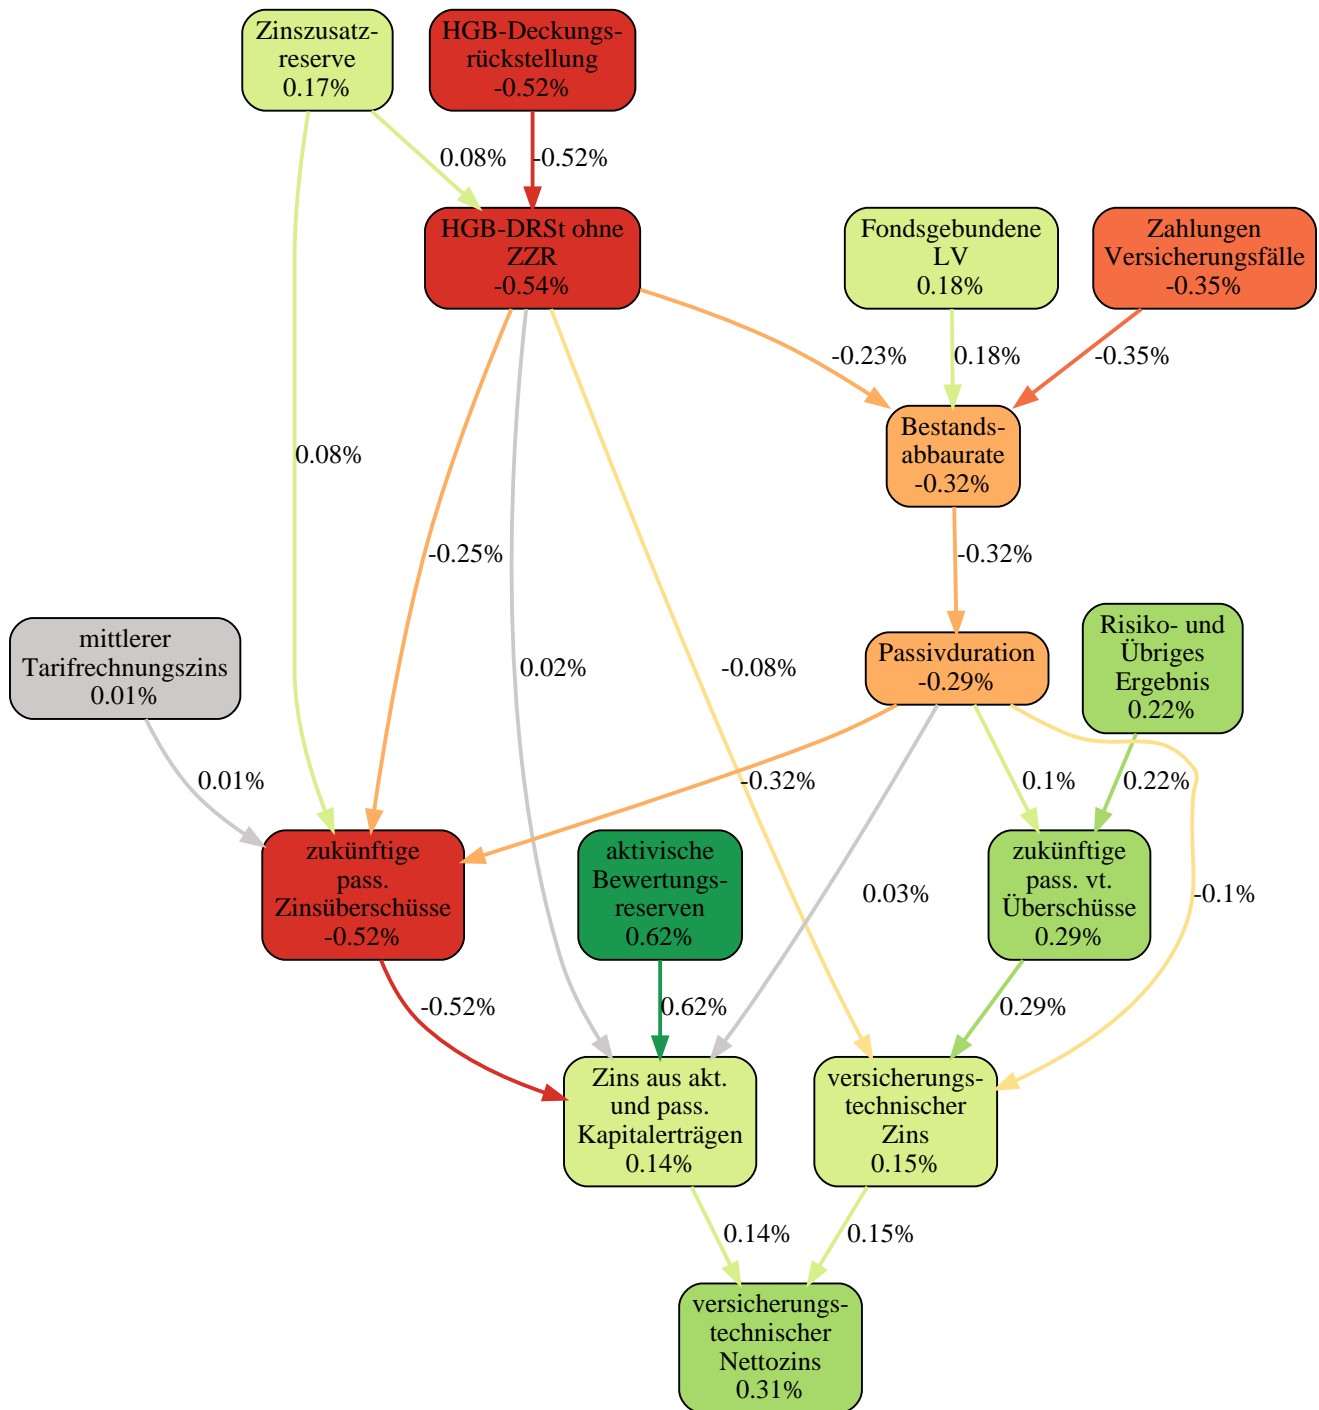 Zinszusatz-
reserve
0.17%
HGB-Deckungs-
rückstellung
-0.52%
0.08%
-0.52%
HGB-DRSt ohne
ZZR
-0.54%
Fondsgebundene
LV
0.18%
Zahlungen
Versicherungsfälle
-0.35%
-0.23%
0.18%
-0.35%
Bestands-
abbaurate
-0.32%
0.08%
-0.25%
-0.32%
mittlerer
Tarifrechnungszins
0.01%
0.02%
-0.08%
Passivduration
-0.29%
Risiko- und
Übriges
Ergebnis
0.22%
0.01%
-0.32%
0.1%
0.22%
zukünftige
pass.
Zinsüberschüsse
-0.52%
aktivische
Bewertungs-
reserven
0.62%
0.03%
zukünftige
pass. vt.
Überschüsse
0.29%
-0.1%
-0.52%
0.62%
0.29%
Zins aus akt.
und pass.
Kapitalerträgen
0.14%
versicherungs-
technischer
Zins
0.15%
0.14%
0.15%
versicherungs-
technischer
Nettozins
0.31%